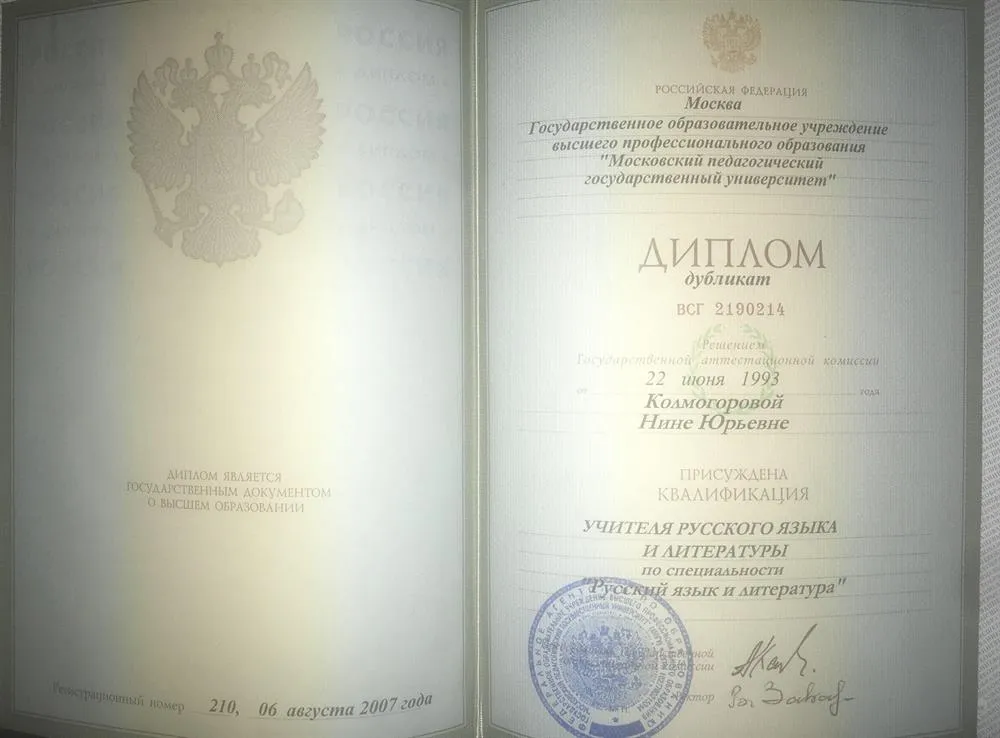 ДИПЛОМ ЯВЛЯЕТСЯ
ГОСУДАРСТВЕННЫМ ДОКУМЕНТОМ
О ВЫСШЕМ ОБРАЗОВАНИИ
Регистрационный номер 210, 06 августа 2007 года
РОССИЙСКАЯ ФЕДЕРАЦИЯ
Москва
Государственное образовательное учреждение
высшего профессионального образования
"Московский педагогический
государственный университет"
ДИПЛОМ
дубликат
ВСГ 2190214
Решением
Государственной аттестационной комиссии
от 22 июня 1993 года
Колмогоровой
Нине Юрьевне
ПРИСУЖДЕНА
КВАЛИФИКАЦИЯ
УЧИТЕЛЯ РУССКОГО ЯЗЫКА
И ЛИТЕРАТУРЫ
по специальности
"Русский язык и литература"
комиссии